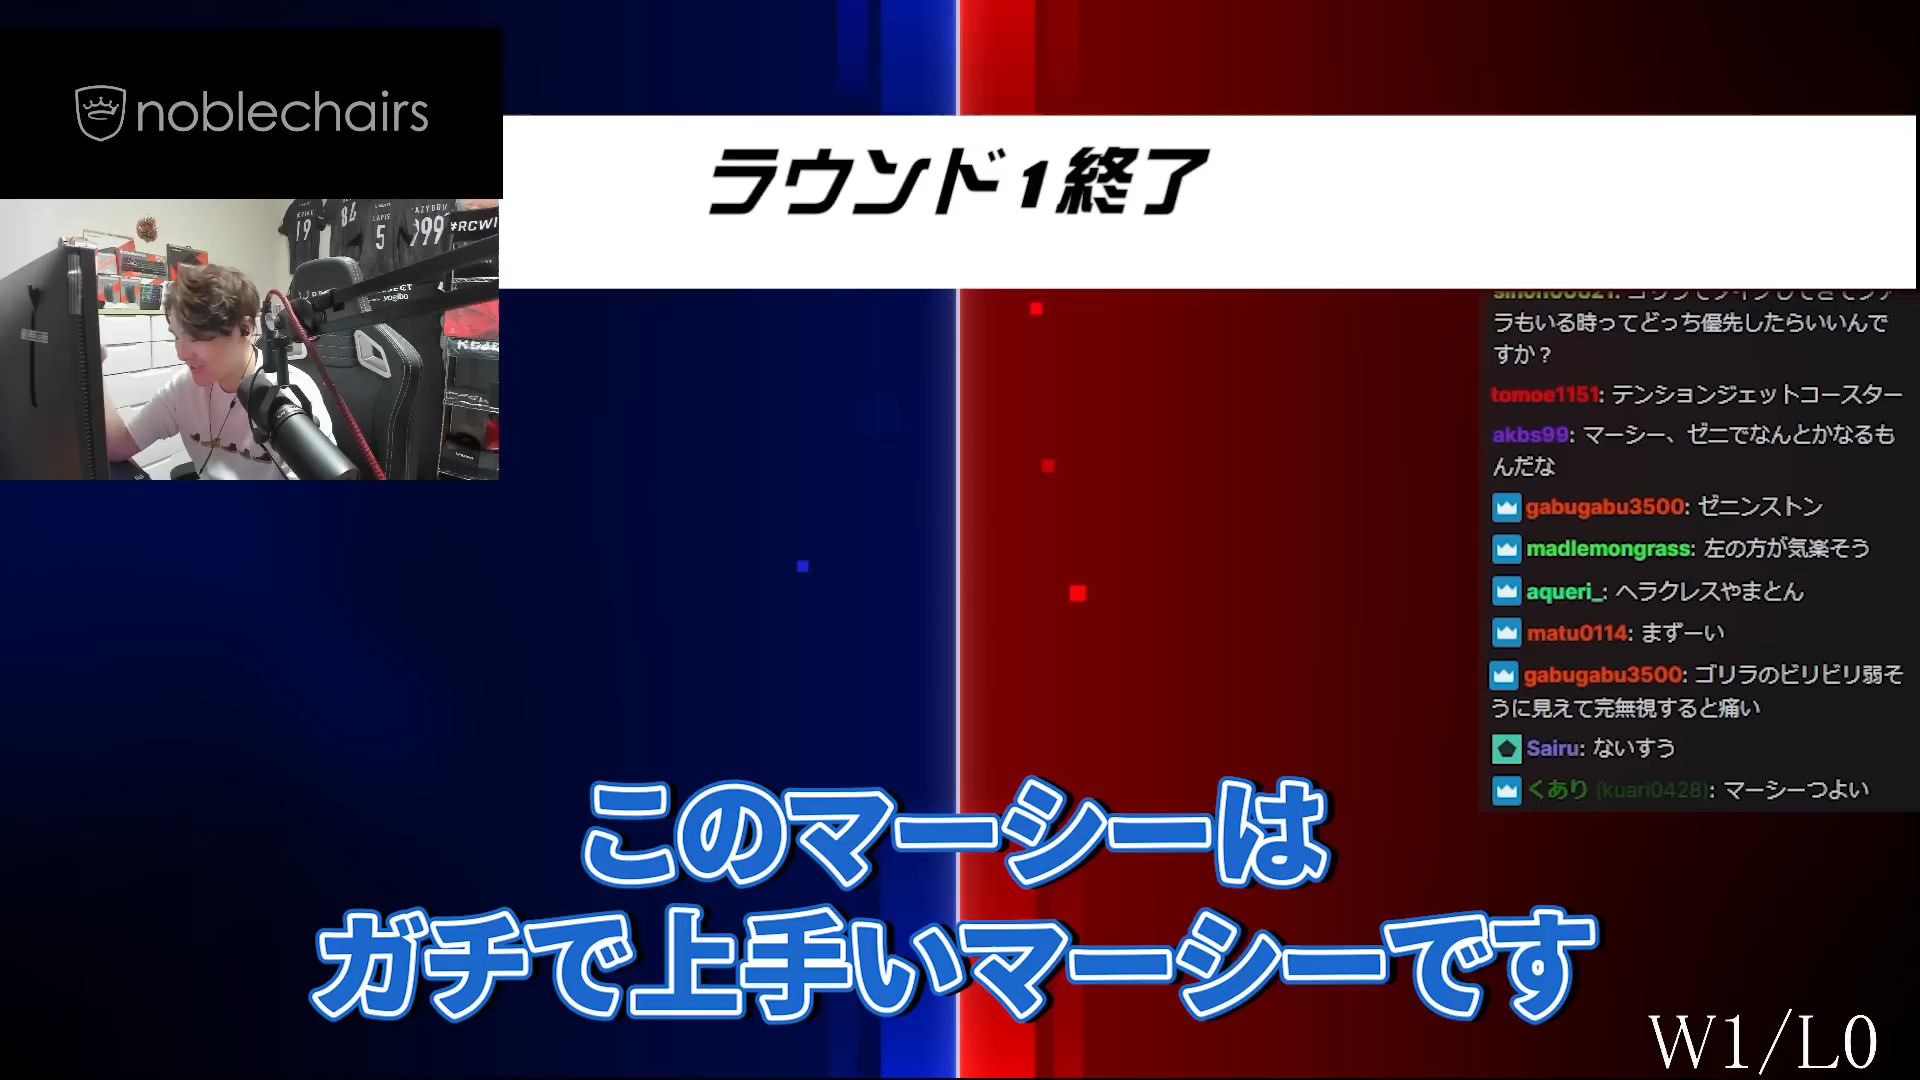 noblechairs
ラウンド1終了
19
84
LAPIS
5
999
#RCWI
ラもいる時ってどっち優先したらいいんで
すか?
tomoe1151: テンションジェットコースター
akbs99: マーシー、ゼニでなんとかなるも
んだな
gabugabu3500: ゼニンストン
madlemongrass: 左の方が気楽そう
aqueri_: ヘラクレスやまとん
matu0114: まずーい
gabugabu3500: ゴリラのビリビリ弱そ
うに見えて完無視すると痛い
Sairu: ないすう
くあり (kuari0428): マーシーつよい
このマーシーは
ガチで上手いマーシーです
W1/L0